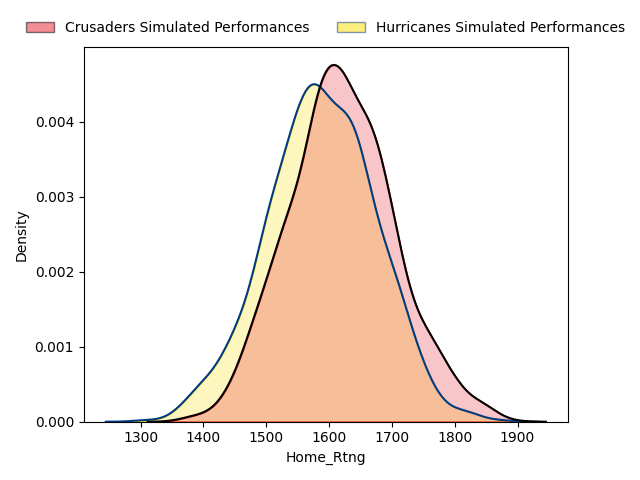 Crusaders Simulated Performances Hurricanes Simulated Performances
0.004
0.003
0.002
0.001
0.000
Density
1300 1400 1500 1600 1700 1800 1900
Home_Rtng